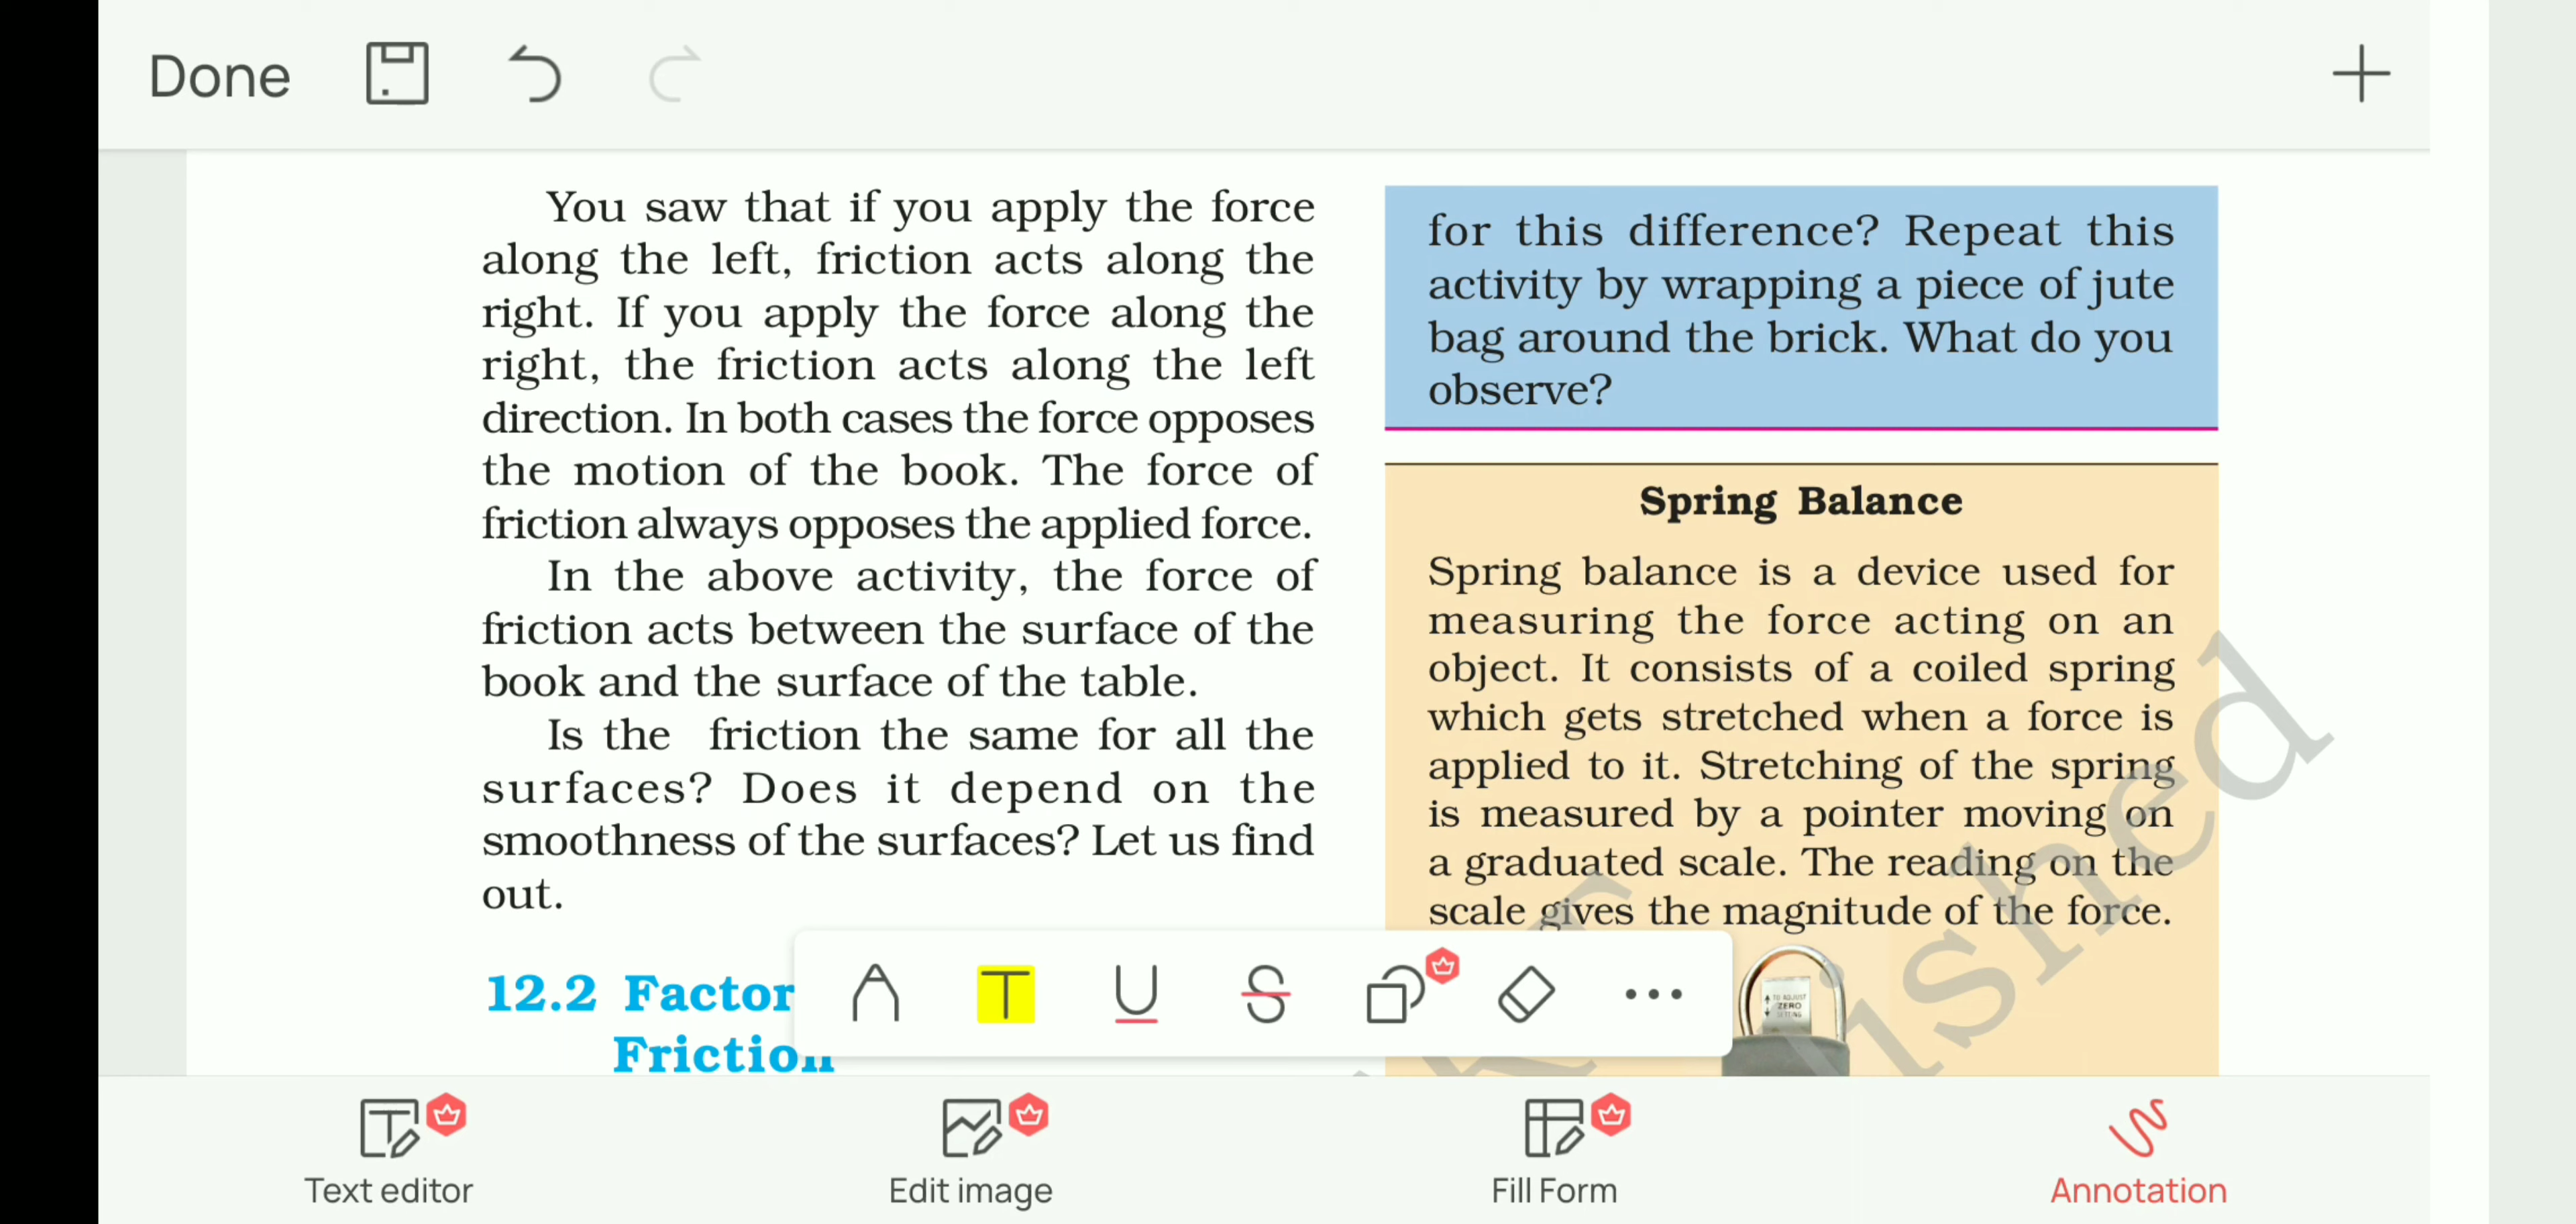 Done
You saw that if you apply the force
along the left, friction acts along the
right. If you apply the force along the
right, the friction acts along the left
direction. In both cases the force opposes
the motion of the book. The force of
friction always opposes the applied force.
In the above activity, the force of
friction acts between the surface of the
book and the surface of the table.
Is the friction the same for all the
surfaces? Does it depend on the
smoothness of the surfaces? Let us find
out.
12.2 Factor
Friction
for this difference? Repeat this
activity by wrapping a piece of jute
bag around the brick. What do you
observe?
Spring Balance
Spring balance is a device used for
measuring the force acting on an
object. It consists of a coiled spring
which gets stretched when a force is
applied to it. Stretching of the spring
is measured by a pointer moving on
a graduated scale. The reading on the
scale gives the magnitude of the force.
TO ADJUST
ZERO
ished
Text editor
Edit image
Fill Form
Annotation